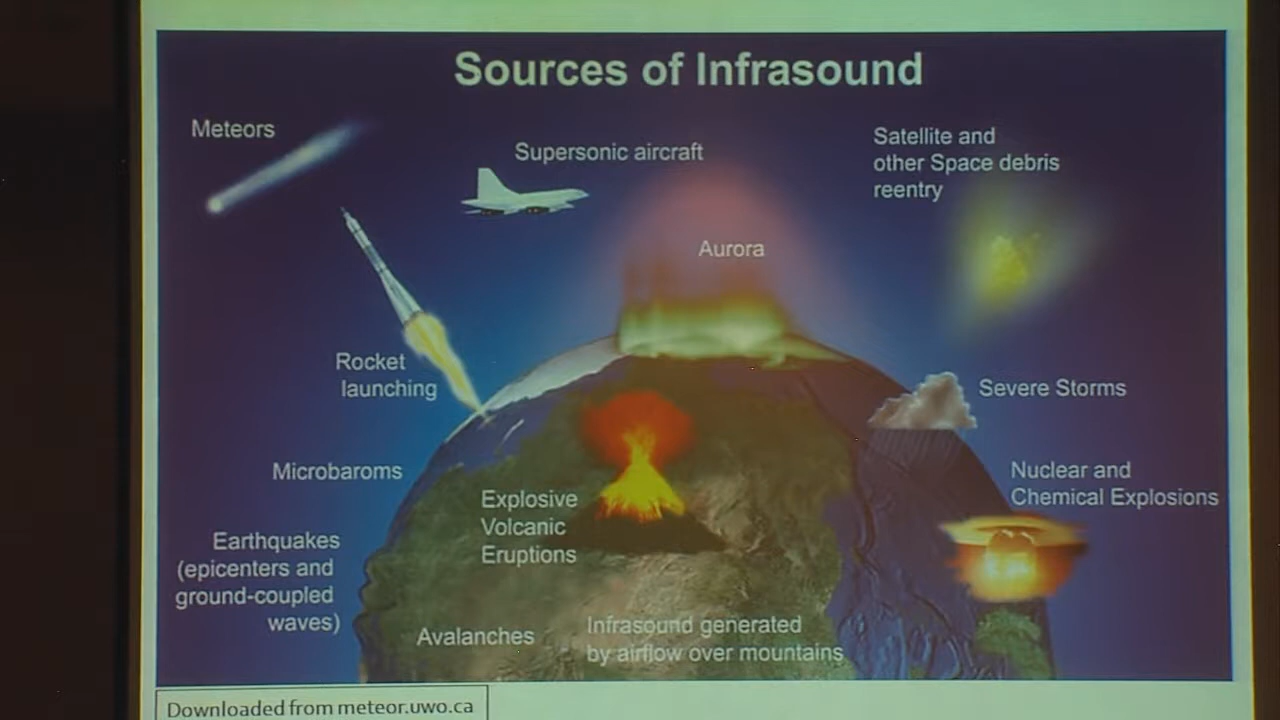 Sources of Infrasound
Meteors
Supersonic aircraft
Satellite and
other Space debris
reentry
Aurora
Rocket
launching
Severe Storms
Microbaroms
Nuclear and
Chemical Explosions
Explosive
Volcanic
Eruptions
Earthquakes
(epicenters and
ground-coupled
waves)
Avalanches
Infrasound generated
by airflow over mountains
Downloaded from meteor.uwo.ca